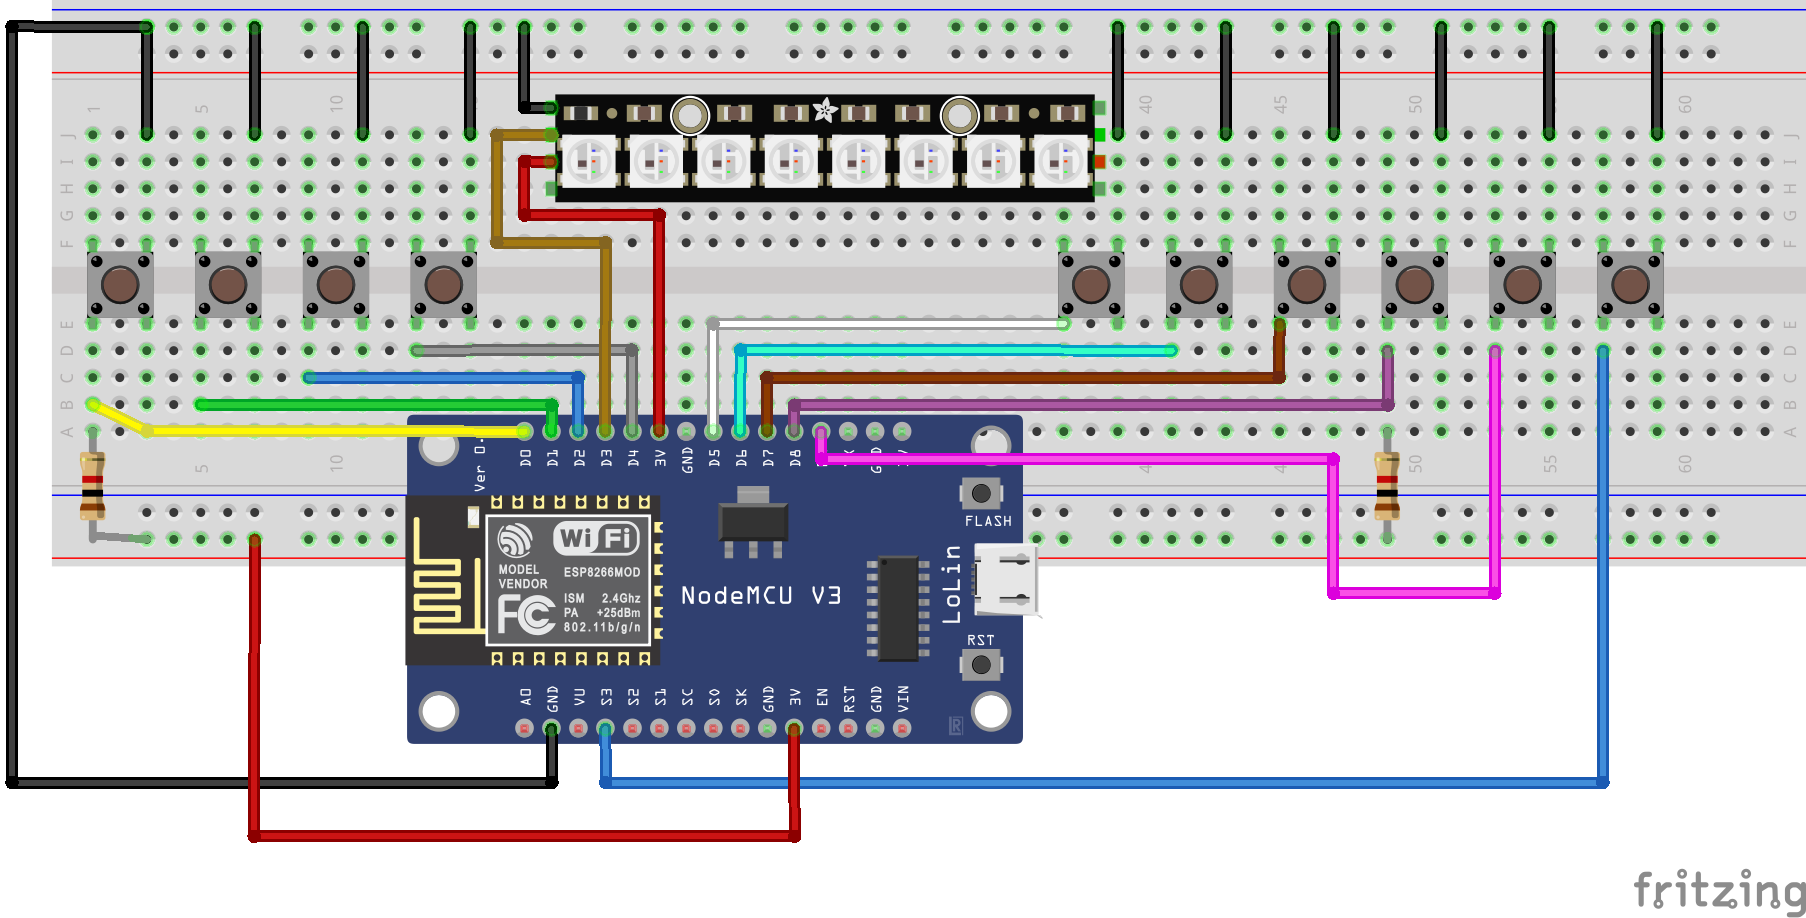 1 5 10 40 45 50 55 60
J J
I I
H H
G G
F F
E E
D D
C C
B B
A A
5 10 50 55 60
Ver 0.
D0 D1 D2 D3 D4 3V GND D5 D6 D7 D8
FLASH
WiFi
MODEL
VENDOR
ESP8266MOD
FC
ISM 2.4Ghz
PA +25dBm
802.11b/g/n
NodeMCU V3
LoLin
RST
A0 GND VU S3 S2 S1 SC S0 SK GND 3V EN RST GND VIN
R
fritzing